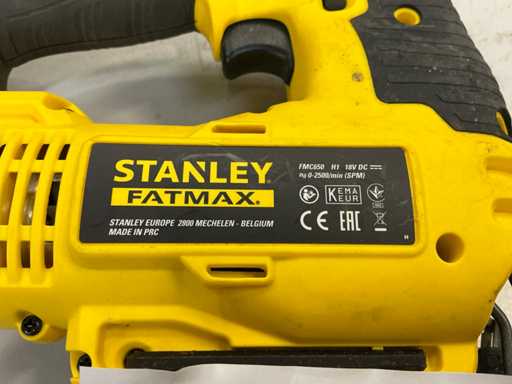 STANLEY
FATMAX.
FMC650 H1 18V DC
n₀ 0-2500/min (SPM)
KEMA
KEUR
CE EAC
STANLEY EUROPE 2800 MECHELEN - BELGIUM
MADE IN PRC
H